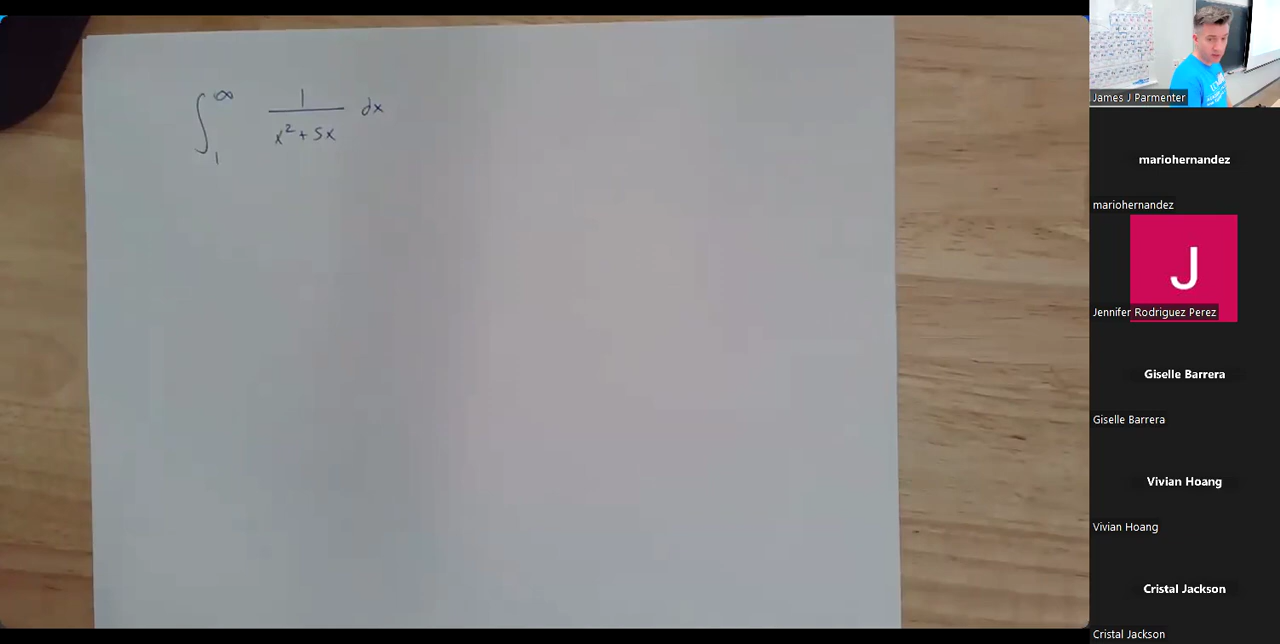 ∫₁^∞ 1/(x²+5x) dx
James J Parmenter
mariohernandez
mariohernandez
J
Jennifer Rodriguez Perez
Giselle Barrera
Giselle Barrera
Vivian Hoang
Vivian Hoang
Cristal Jackson
Cristal Jackson